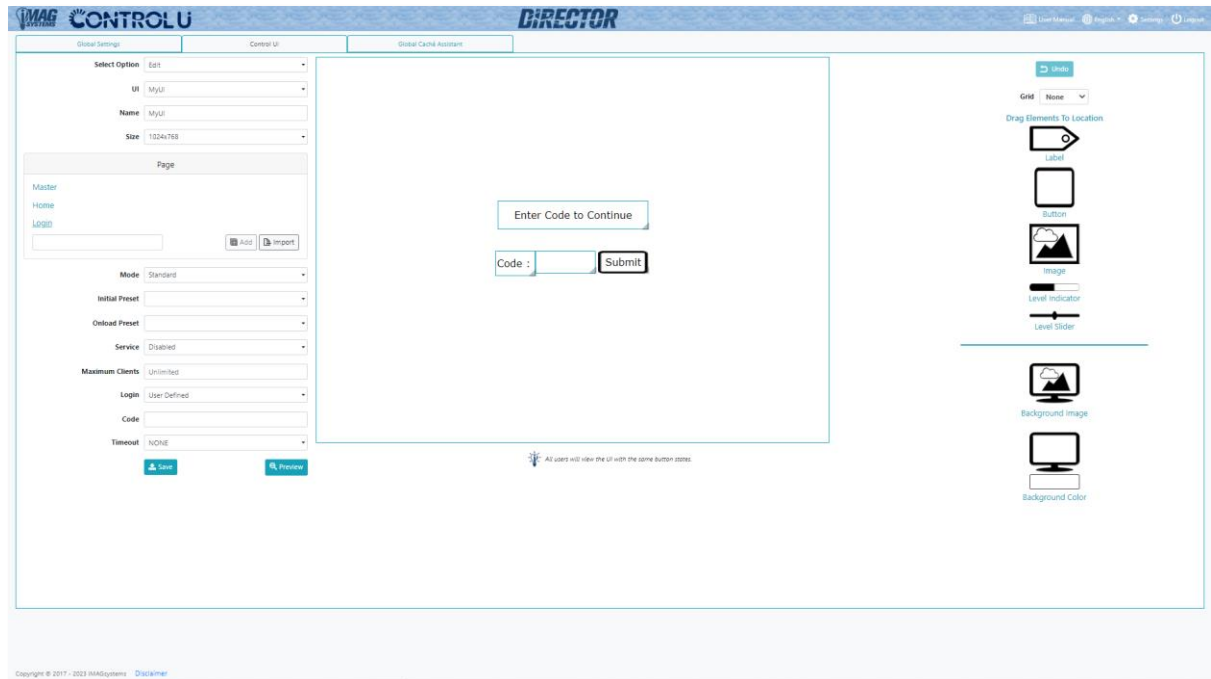 iMAG SYSTEMS CONTROL U
DiRECTOR
User Manual English Settings Logout
Global Settings
Control UI
Global Caché Assistant
Select Option Edit
UI MyUI
Name MyUI
Size 1024x768
Page
Master
Home
Login
Add Import
Mode Standard
Initial Preset
Onload Preset
Service Disabled
Maximum Clients Unlimited
Login User Defined
Code
Timeout NONE
Save Preview
Enter Code to Continue
Code : Submit
All users will view the UI with the same button states.
Undo
Grid None
Drag Elements To Location
Label
Button
Image
Level Indicator
Level Slider
Background Image
Background Color
Copyright © 2017 - 2023 IMAGsystems Disclaimer